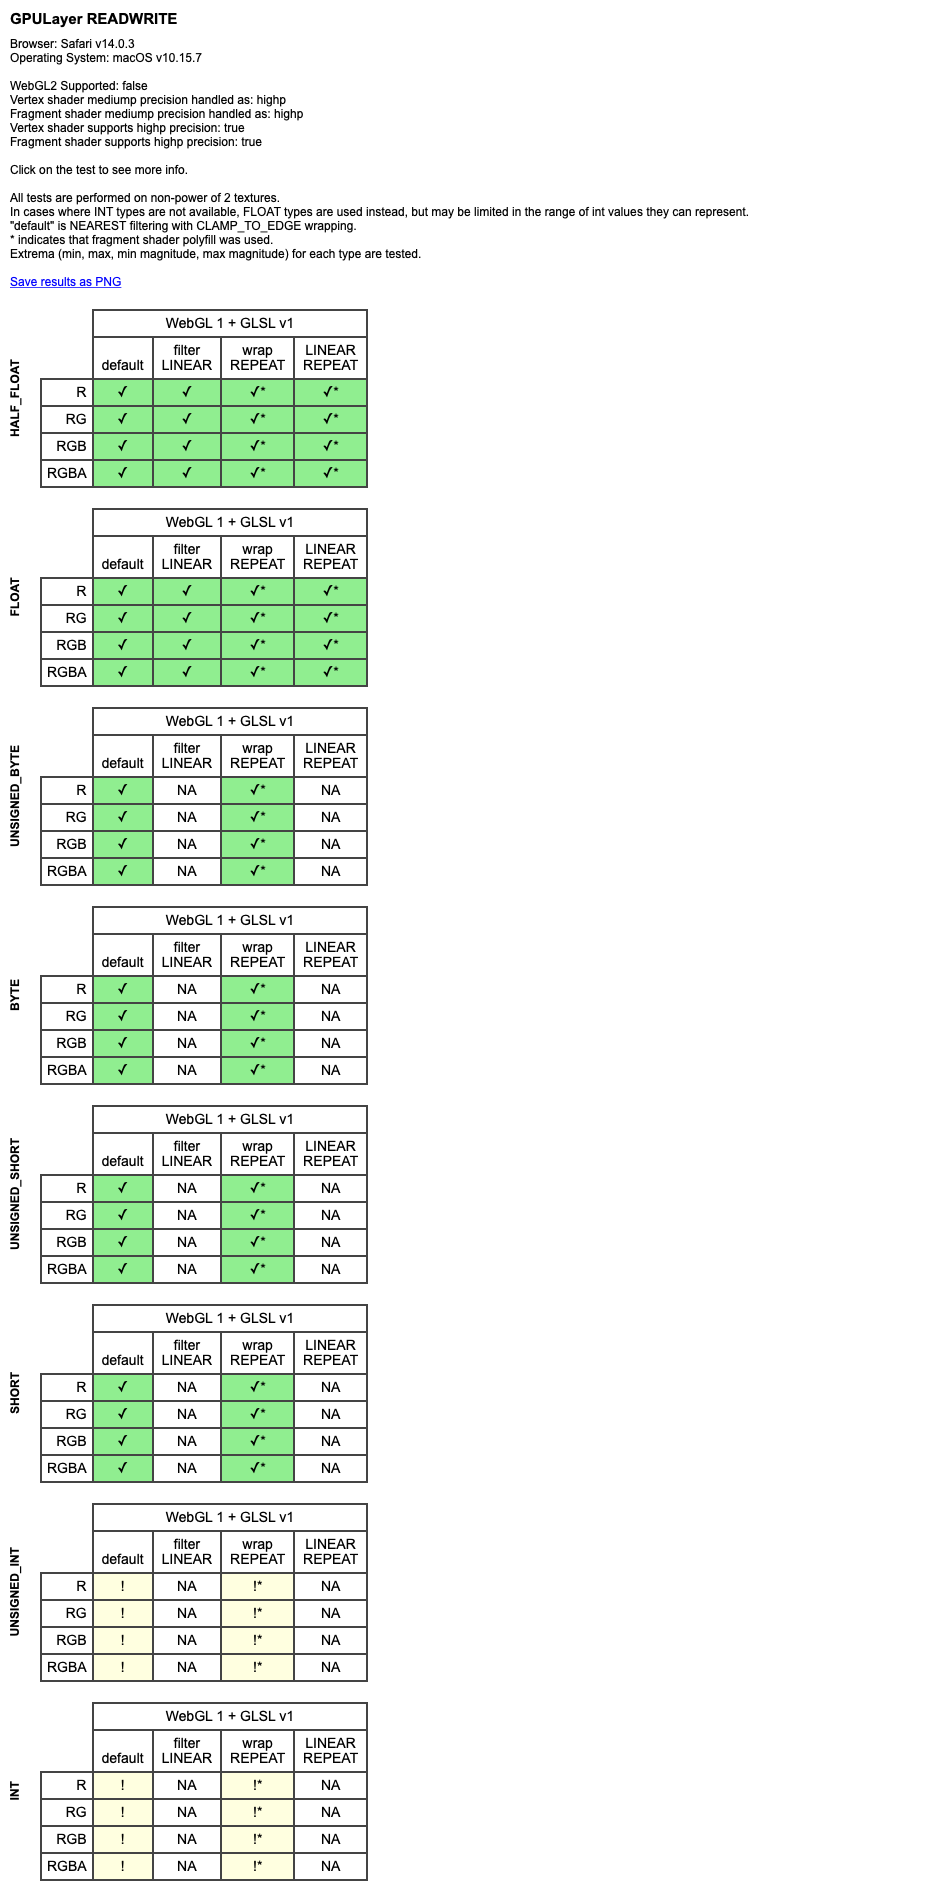 GPULayer READWRITE
Browser: Safari v14.0.3
Operating System: macOS v10.15.7
WebGL2 Supported: false
Vertex shader mediump precision handled as: highp
Fragment shader mediump precision handled as: highp
Vertex shader supports highp precision: true
Fragment shader supports highp precision: true
Click on the test to see more info.
All tests are performed on non-power of 2 textures.
In cases where INT types are not available, FLOAT types are used instead, but may be limited in the range of int values they can represent.
"default" is NEAREST filtering with CLAMP_TO_EDGE wrapping.
* indicates that fragment shader polyfill was used.
Extrema (min, max, min magnitude, max magnitude) for each type are tested.
Save results as PNG
HALF_FLOAT
WebGL 1 + GLSL v1
default filter LINEAR wrap REPEAT LINEAR REPEAT
R ✓ ✓ ✓* ✓*
RG ✓ ✓ ✓* ✓*
RGB ✓ ✓ ✓* ✓*
RGBA ✓ ✓ ✓* ✓*
FLOAT
WebGL 1 + GLSL v1
default filter LINEAR wrap REPEAT LINEAR REPEAT
R ✓ ✓ ✓* ✓*
RG ✓ ✓ ✓* ✓*
RGB ✓ ✓ ✓* ✓*
RGBA ✓ ✓ ✓* ✓*
UNSIGNED_BYTE
WebGL 1 + GLSL v1
default filter LINEAR wrap REPEAT LINEAR REPEAT
R ✓ NA ✓* NA
RG ✓ NA ✓* NA
RGB ✓ NA ✓* NA
RGBA ✓ NA ✓* NA
BYTE
WebGL 1 + GLSL v1
default filter LINEAR wrap REPEAT LINEAR REPEAT
R ✓ NA ✓* NA
RG ✓ NA ✓* NA
RGB ✓ NA ✓* NA
RGBA ✓ NA ✓* NA
UNSIGNED_SHORT
WebGL 1 + GLSL v1
default filter LINEAR wrap REPEAT LINEAR REPEAT
R ✓ NA ✓* NA
RG ✓ NA ✓* NA
RGB ✓ NA ✓* NA
RGBA ✓ NA ✓* NA
SHORT
WebGL 1 + GLSL v1
default filter LINEAR wrap REPEAT LINEAR REPEAT
R ✓ NA ✓* NA
RG ✓ NA ✓* NA
RGB ✓ NA ✓* NA
RGBA ✓ NA ✓* NA
UNSIGNED_INT
WebGL 1 + GLSL v1
default filter LINEAR wrap REPEAT LINEAR REPEAT
R ! NA !* NA
RG ! NA !* NA
RGB ! NA !* NA
RGBA ! NA !* NA
INT
WebGL 1 + GLSL v1
default filter LINEAR wrap REPEAT LINEAR REPEAT
R ! NA !* NA
RG ! NA !* NA
RGB ! NA !* NA
RGBA ! NA !* NA